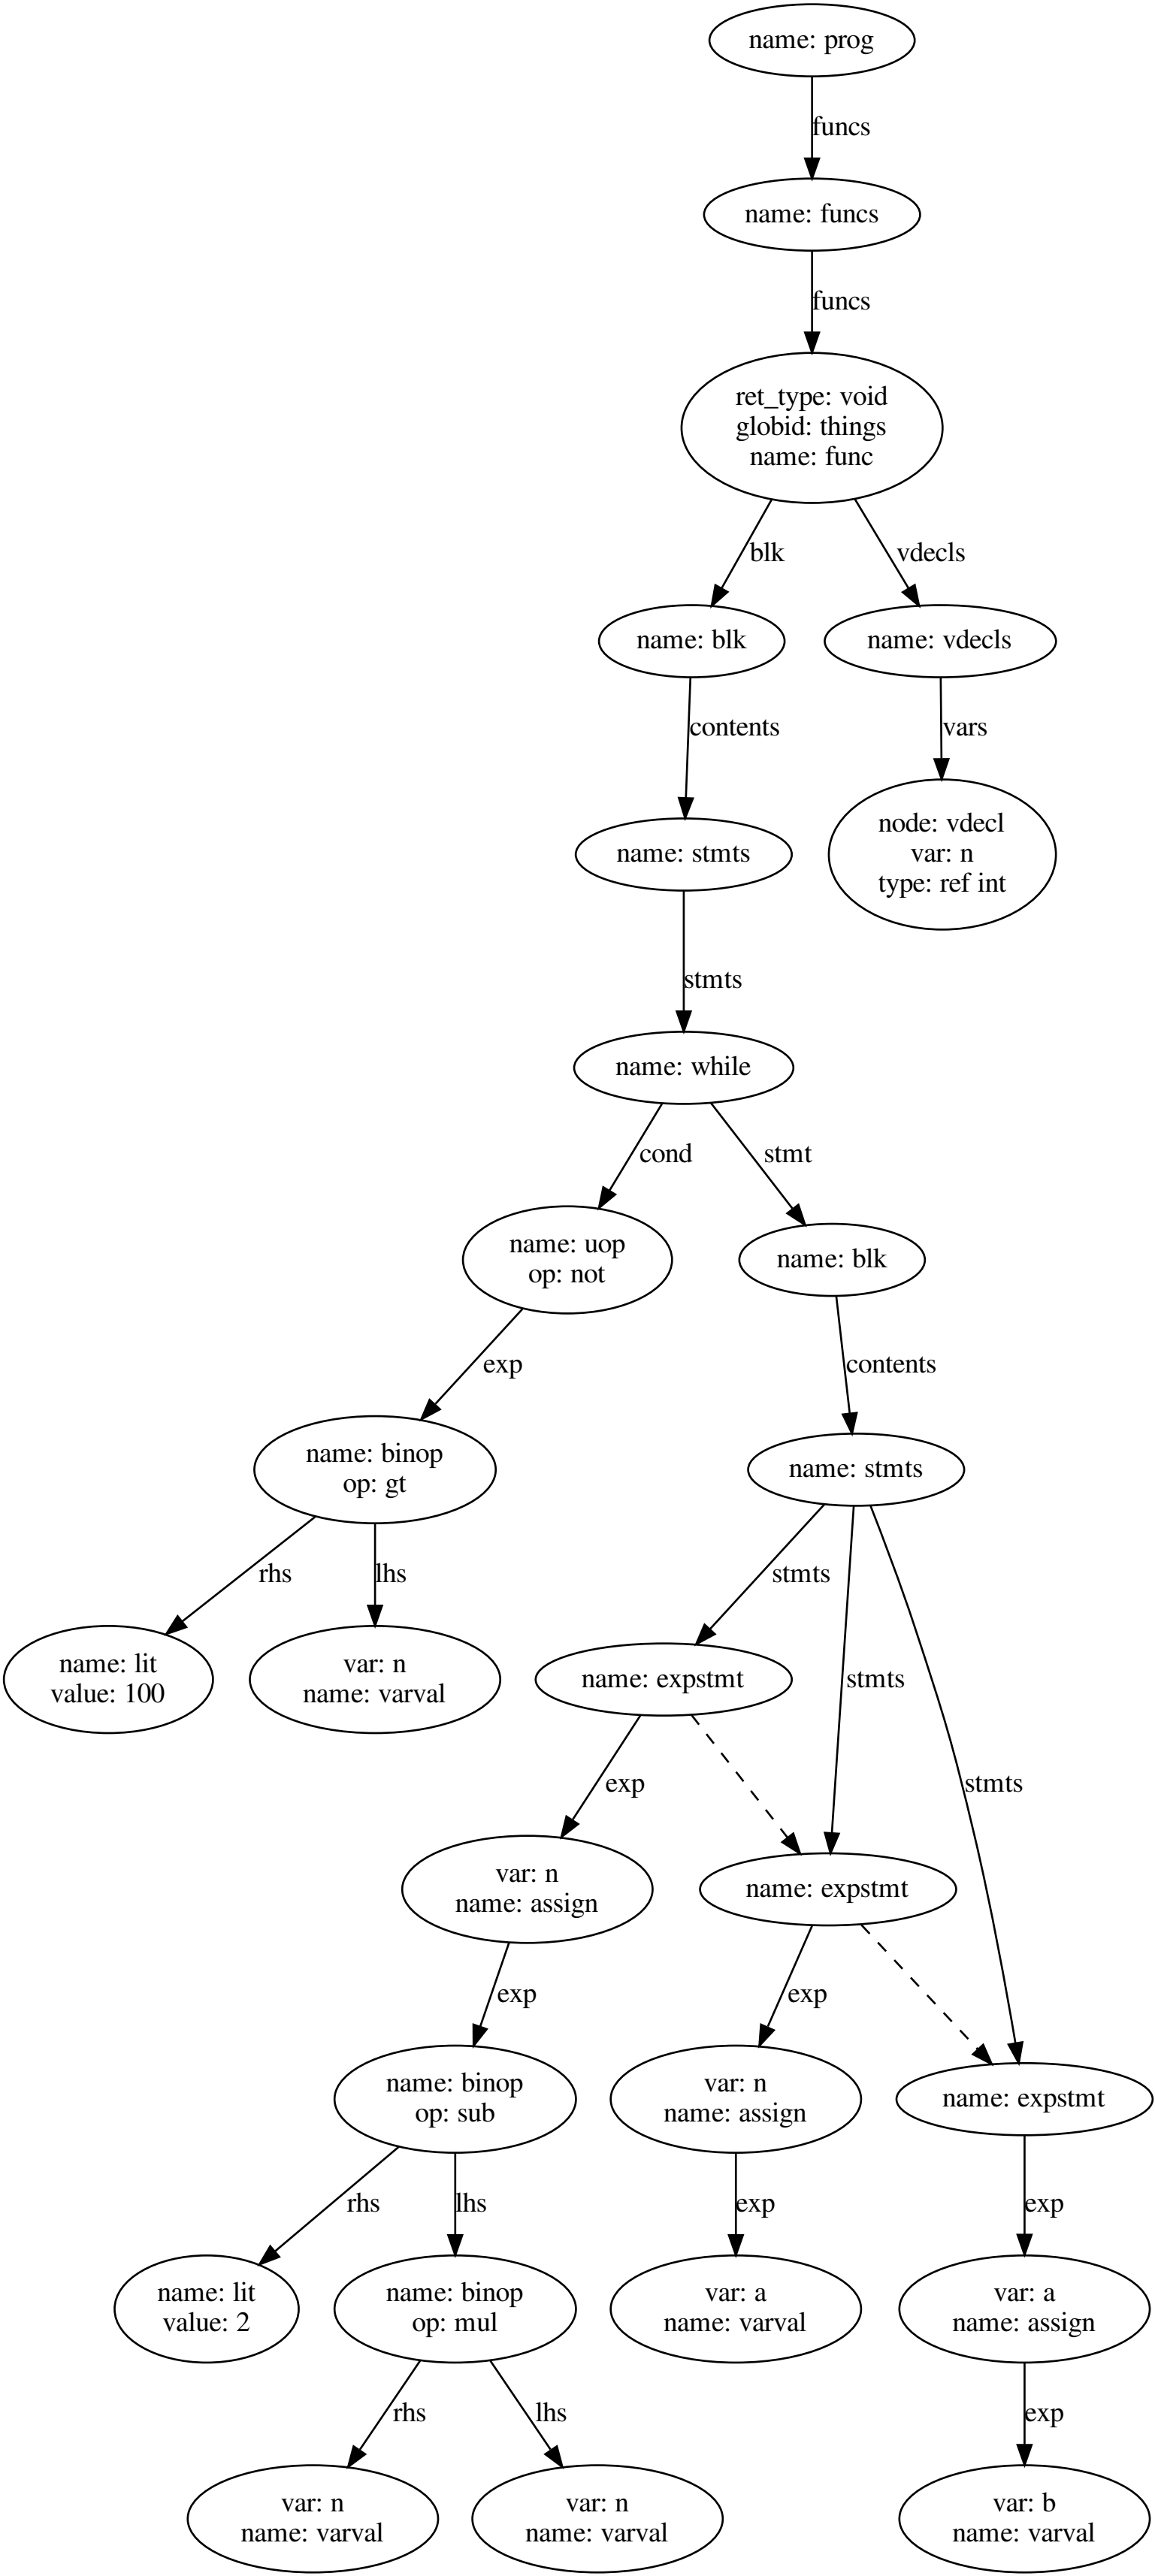 name: prog
funcs
name: funcs
funcs
ret_type: void
globid: things
name: func
blk
vdecls
name: blk
name: vdecls
contents
vars
name: stmts
node: vdecl
var: n
type: ref int
stmts
name: while
cond
stmt
name: uop
op: not
name: blk
exp
contents
name: binop
op: gt
name: stmts
rhs
lhs
stmts
name: lit
value: 100
var: n
name: varval
name: expstmt
stmts
exp
stmts
var: n
name: assign
name: expstmt
exp
exp
name: binop
op: sub
var: n
name: assign
name: expstmt
rhs
lhs
exp
exp
name: lit
value: 2
name: binop
op: mul
var: a
name: varval
var: a
name: assign
rhs
lhs
exp
var: n
name: varval
var: n
name: varval
var: b
name: varval